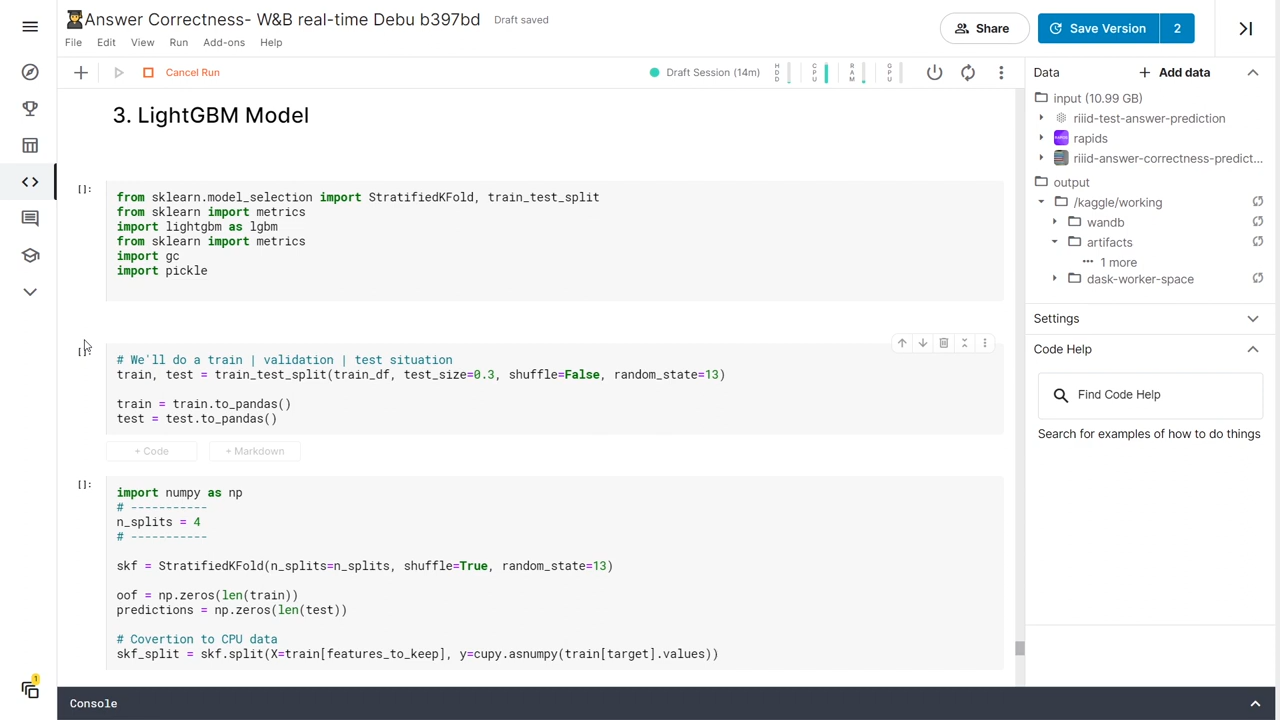 Answer Correctness- W&B real-time Debu b397bd
Draft saved
Share
Save Version
2
File
Edit
View
Run
Add-ons
Help
Cancel Run
Draft Session (14m)
HDD
CPU
RAM
GPU
3. LightGBM Model
[]:
from sklearn.model_selection import StratifiedKFold, train_test_split
from sklearn import metrics
import lightgbm as lgbm
from sklearn import metrics
import gc
import pickle
[]:
# We'll do a train | validation | test situation
train, test = train_test_split(train_df, test_size=0.3, shuffle=False, random_state=13)
train = train.to_pandas()
test = test.to_pandas()
+ Code
+ Markdown
[]:
import numpy as np
# -----------
n_splits = 4
# -----------
skf = StratifiedKFold(n_splits=n_splits, shuffle=True, random_state=13)
oof = np.zeros(len(train))
predictions = np.zeros(len(test))
# Covertion to CPU data
skf_split = skf.split(X=train[features_to_keep], y=cupy.asnumpy(train[target].values))
Console
Data
+ Add data
input (10.99 GB)
riiid-test-answer-prediction
rapids
riiid-answer-correctness-predict...
output
/kaggle/working
wandb
artifacts
1 more
dask-worker-space
Settings
Code Help
Find Code Help
Search for examples of how to do things
1